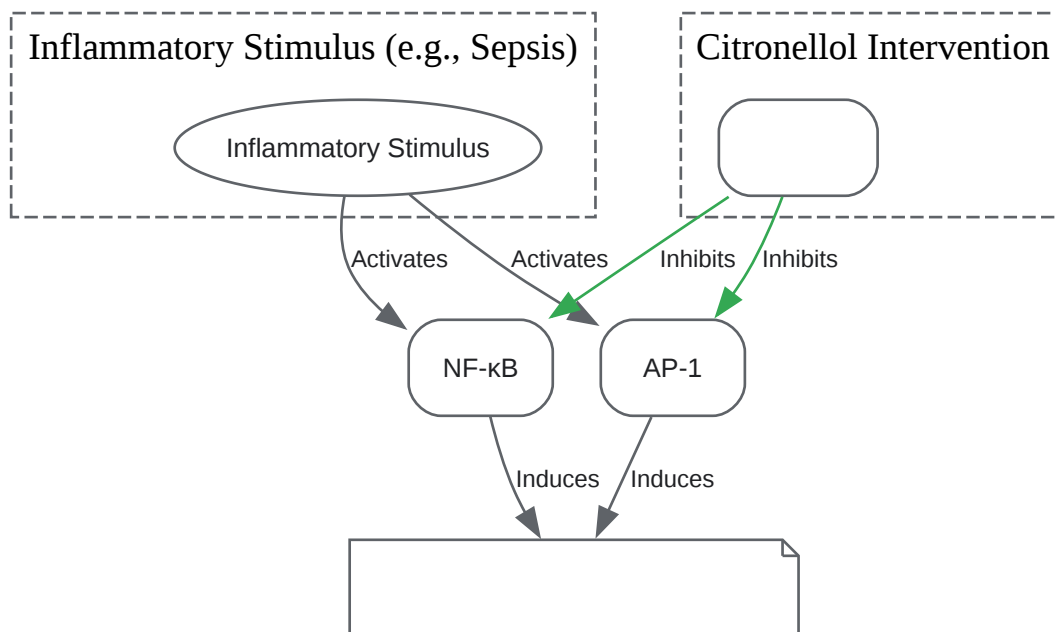 Inflammatory Stimulus (e.g., Sepsis)
Citronellol Intervention
Inflammatory Stimulus
Activates
Activates
Inhibits
Inhibits
NF-κB
AP-1
Induces
Induces